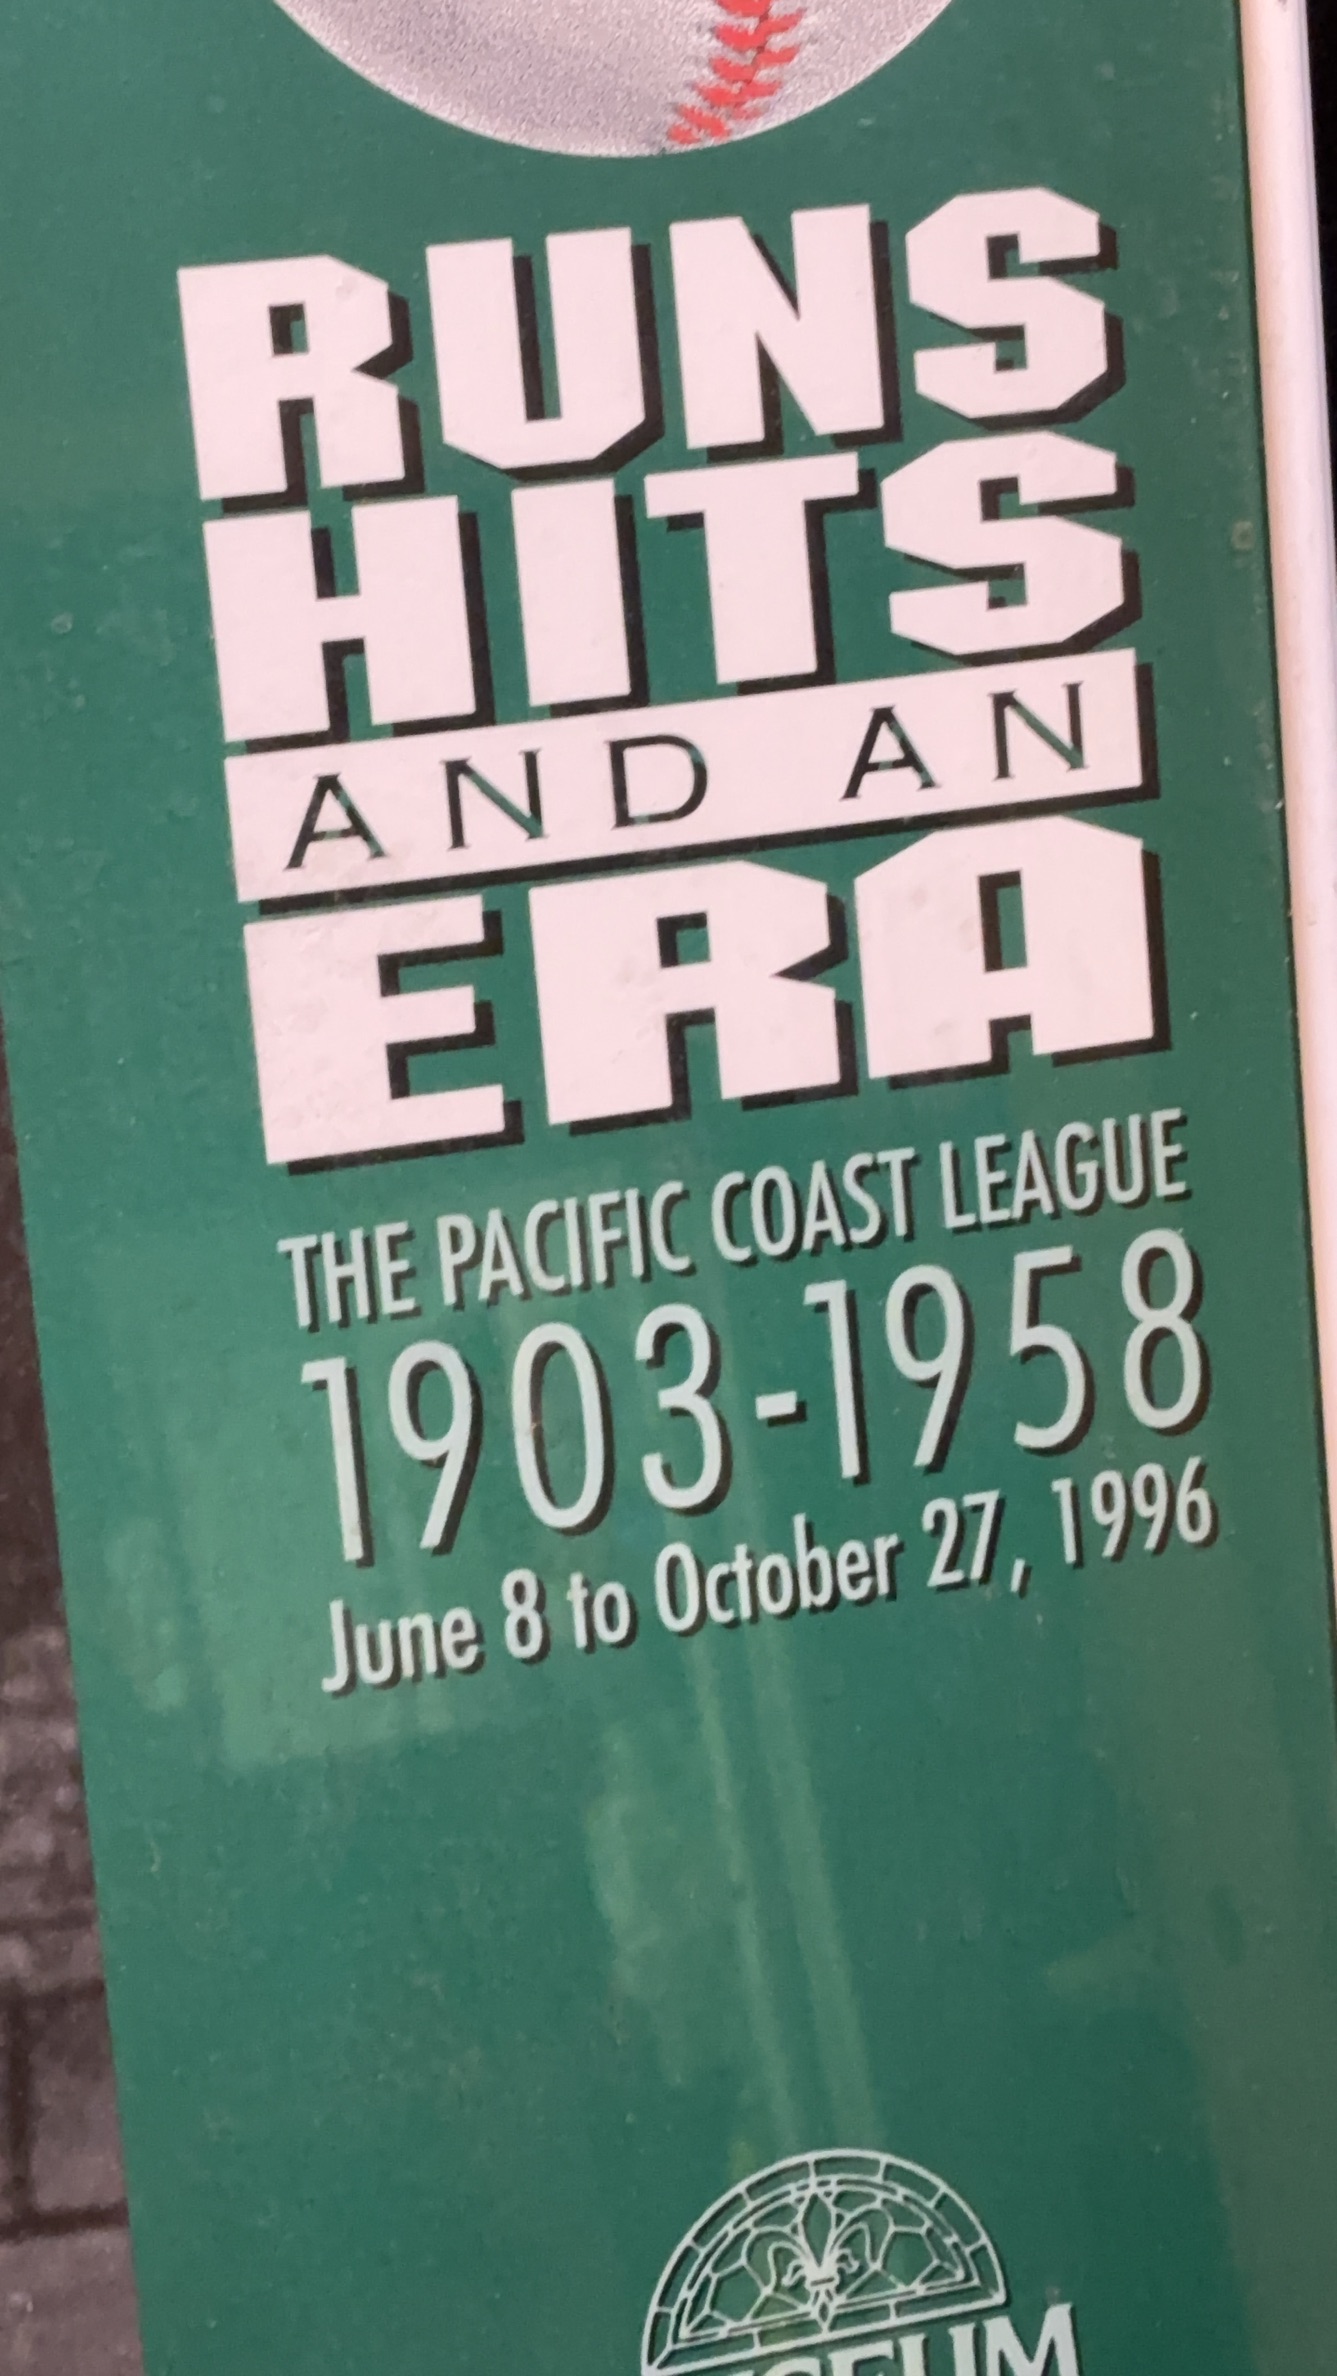 RUNS
HITS
AND AN
ERA
THE PACIFIC COAST LEAGUE
1903-1958
June 8 to October 27, 1996